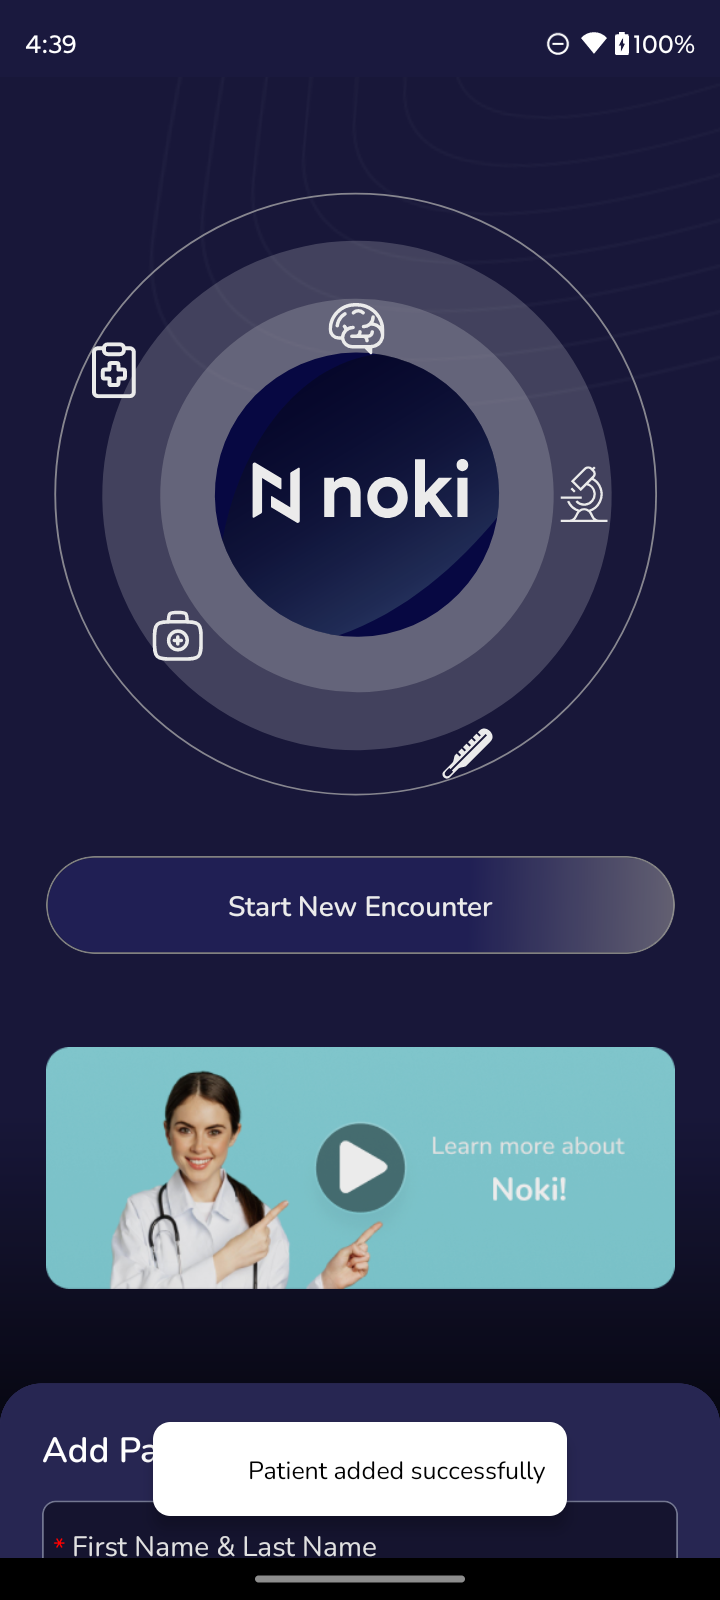 4:39
100%
noki
Start New Encounter
Learn more about
Noki!
Add Pa
Patient added successfully
* First Name & Last Name